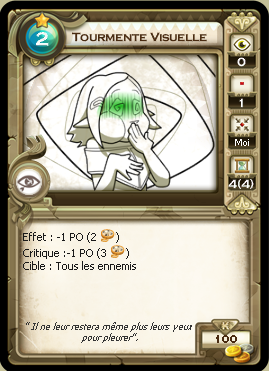 2
Tourmente Visuelle
0
1
Moi
4(4)
Effet : -1 PO (2 )
Critique :-1 PO (3 )
Cible : Tous les ennemis
“ Il ne leur restera même plus leurs yeux
pour pleurer”.
K
100